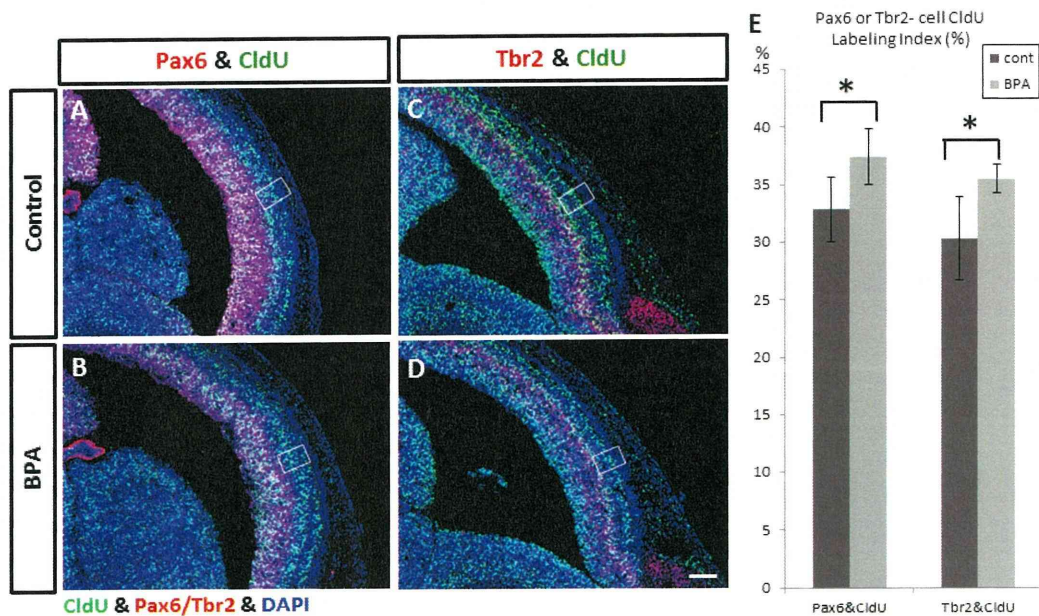 Pax6 & CldU
Tbr2 & CldU
Control
BPA
A
B
C
D
CldU & Pax6/Tbr2 & DAPI
E
Pax6 or Tbr2- cell CldU
Labeling Index (%)
%
cont
BPA
45
40
35
30
25
20
15
10
5
0
*
*
Pax6&CldU
Tbr2&CldU